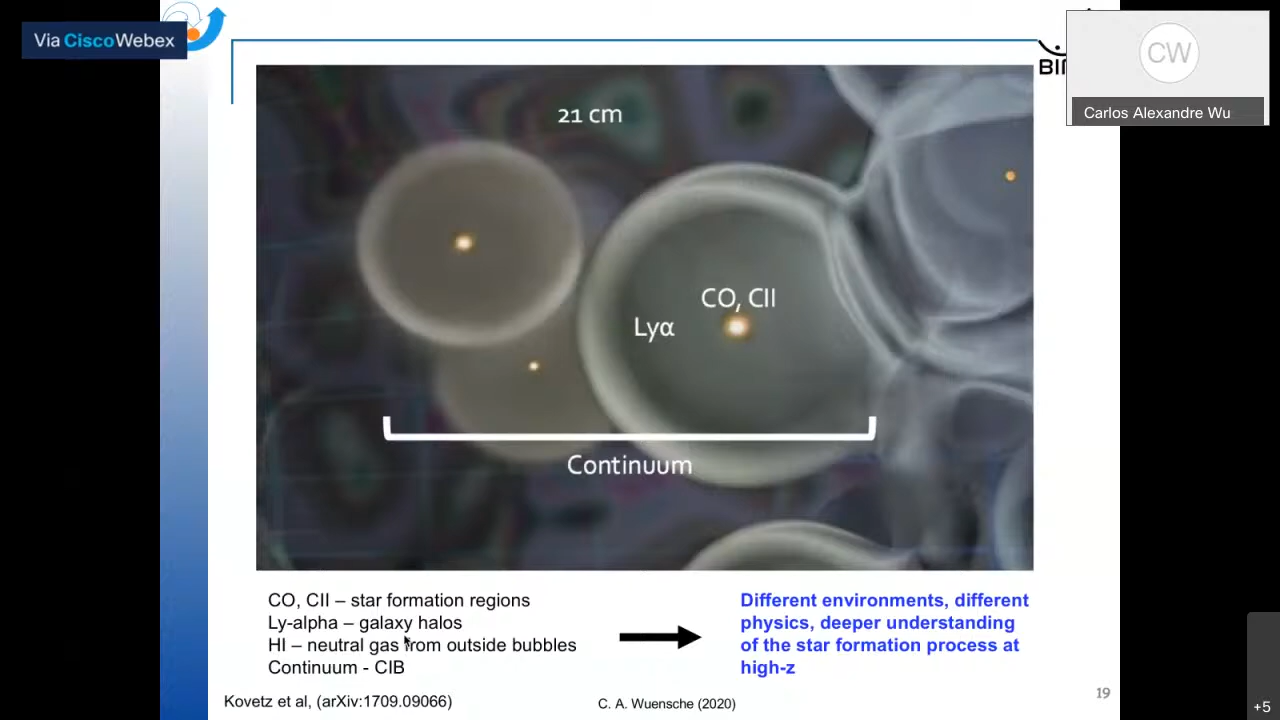 Via Cisco Webex
CW
Carlos Alexandre Wu
21 cm
CO, CII
Lyα
Continuum
CO, CII – star formation regions
Ly-alpha – galaxy halos
HI – neutral gas from outside bubbles
Continuum - CIB
Different environments, different
physics, deeper understanding
of the star formation process at
high-z
Kovetz et al, (arXiv:1709.09066)
C. A. Wuensche (2020)
19
+5